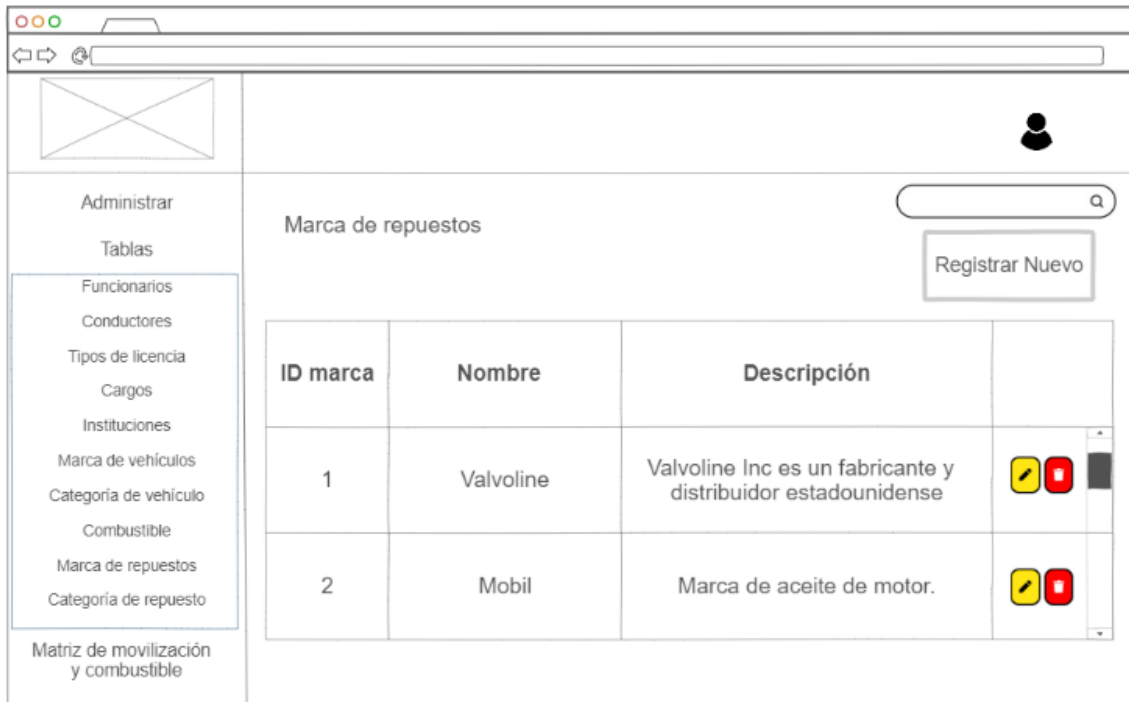 Administrar
Tablas
Funcionarios
Conductores
Tipos de licencia
Cargos
Instituciones
Marca de vehículos
Categoría de vehículo
Combustible
Marca de repuestos
Categoría de repuesto
Matriz de movilización
y combustible
Marca de repuestos
Registrar Nuevo
ID marca Nombre Descripción
1 Valvoline Valvoline Inc es un fabricante y
distribuidor estadounidense
2 Mobil Marca de aceite de motor.